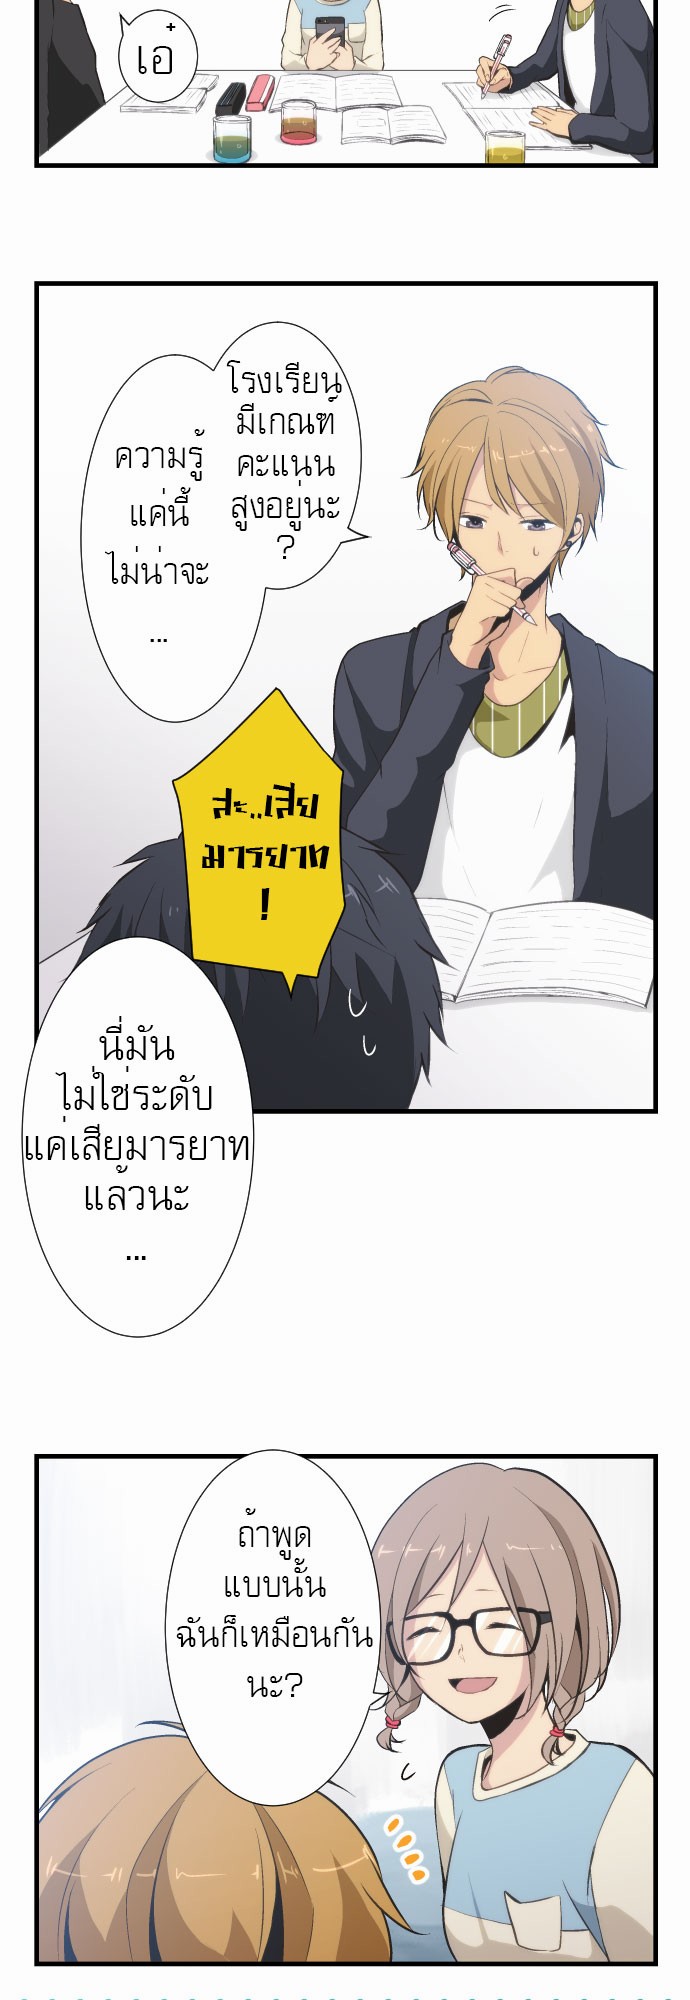 เอ๋
โรงเรียน
มีเกณฑ์
คะแนน
สูงอยู่นะ
?
ความรู้
แค่นี้
ไม่น่าจะ
...
สะ..เสีย
มารยาท
!
นี่มัน
ไม่ใช่ระดับ
แค่เสียมารยาท
แล้วนะ
...
ถ้าพูด
แบบนั้น
ฉันก็เหมือนกัน
นะ?